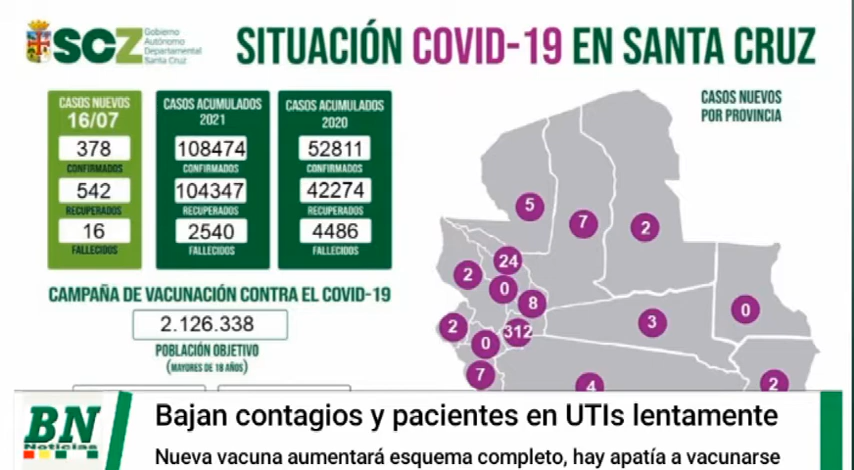 SCZ
Gobierno
Autónomo
Departamental
Santa Cruz
SITUACIÓN COVID-19 EN SANTA CRUZ
CASOS NUEVOS
16/07
378
CONFIRMADOS
542
RECUPERADOS
16
FALLECIDOS
CASOS ACUMULADOS
2021
108474
CONFIRMADOS
104347
RECUPERADOS
2540
FALLECIDOS
CASOS ACUMULADOS
2020
52811
CONFIRMADOS
42274
RECUPERADOS
4486
FALLECIDOS
CASOS NUEVOS
POR PROVINCIA
5
7
2
24
2
0
8
0
2
312
3
0
7
4
2
CAMPAÑA DE VACUNACIÓN CONTRA EL COVID-19
2.126.338
POBLACIÓN OBJETIVO
(MAYORES DE 18 AÑOS)
BN
Noticias
Bajan contagios y pacientes en UTIs lentamente
Nueva vacuna aumentará esquema completo, hay apatía a vacunarse